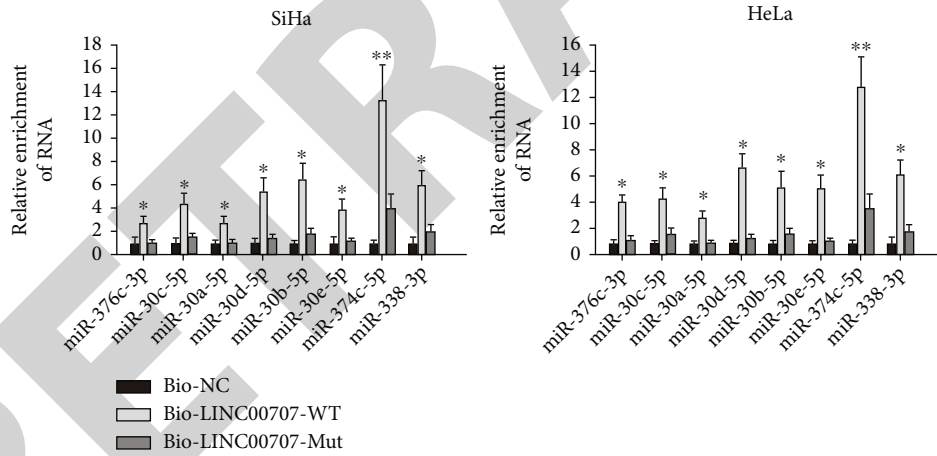 SiHa
Relative enrichment
of RNA
18
16
14
12
10
8
6
4
2
0
* * * * * * ** *
miR-376c-3p
miR-30c-5p
miR-30a-5p
miR-30d-5p
miR-30b-5p
miR-30e-5p
miR-374c-5p
miR-338-3p
HeLa
Relative enrichment
of RNA
16
14
12
10
8
6
4
2
0
* * * * * * ** *
miR-376c-3p
miR-30c-5p
miR-30a-5p
miR-30d-5p
miR-30b-5p
miR-30e-5p
miR-374c-5p
miR-338-3p
Bio-NC
Bio-LINC00707-WT
Bio-LINC00707-Mut